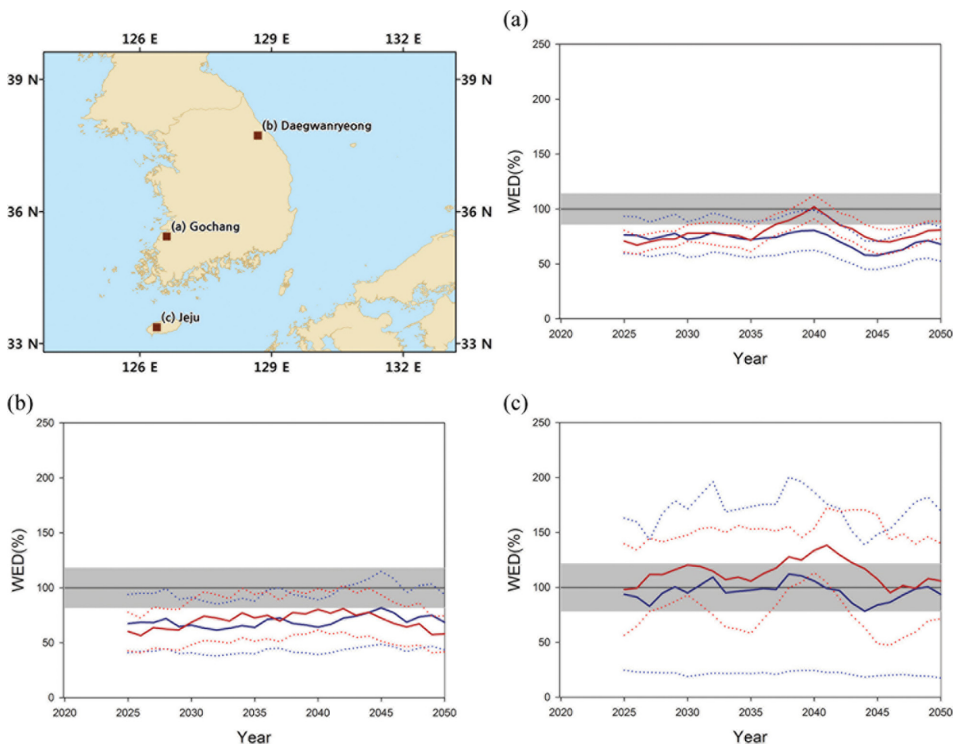 (a)
126 E 129 E 132 E
39 N 39 N
(b) Daegwanryeong
36 N 36 N
(a) Gochang
(c) Jeju
33 N 33 N
126 E 129 E 132 E
250
200
150
100
50
0
WED(%)
2020 2025 2030 2035 2040 2045 2050
Year
(b)
250
200
150
100
50
0
WED(%)
2020 2025 2030 2035 2040 2045 2050
Year
(c)
250
200
150
100
50
0
WED(%)
2020 2025 2030 2035 2040 2045 2050
Year